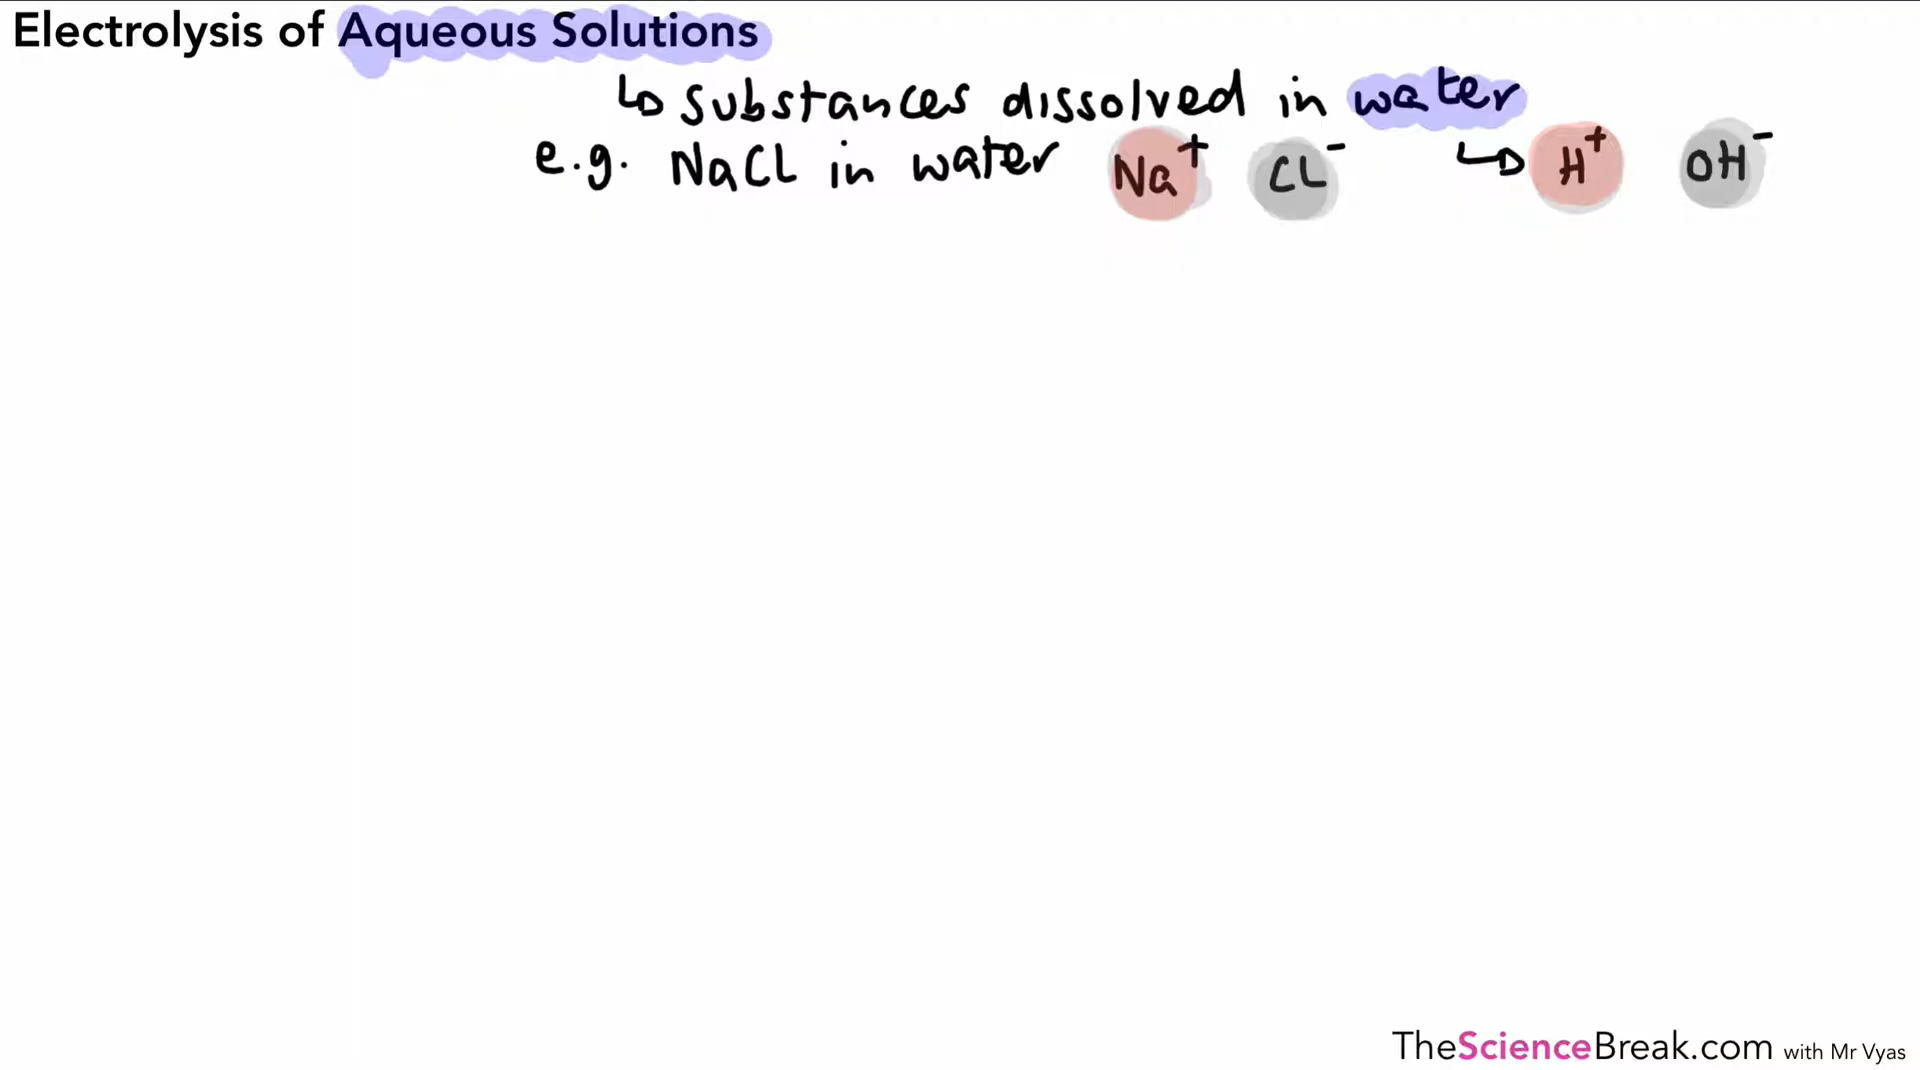 Electrolysis of Aqueous Solutions
↳ substances dissolved in water
e.g. NaCl in water Na⁺ Cl⁻ ↳ H⁺ OH⁻
TheScienceBreak.com with Mr Vyas